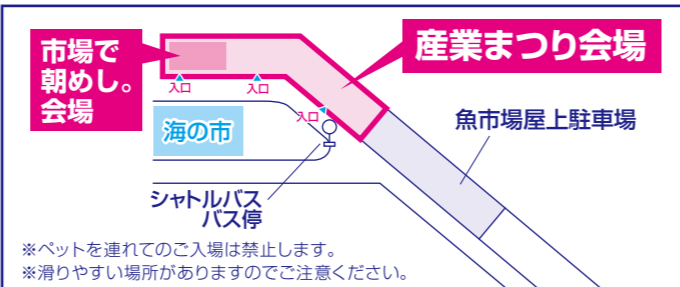 市場で
朝めし。
会場
産業まつり会場
入口
入口
入口
海の市
魚市場屋上駐車場
シャトルバス
バス停
※ペットを連れてのご入場は禁止します。
※滑りやすい場所がありますのでご注意ください。